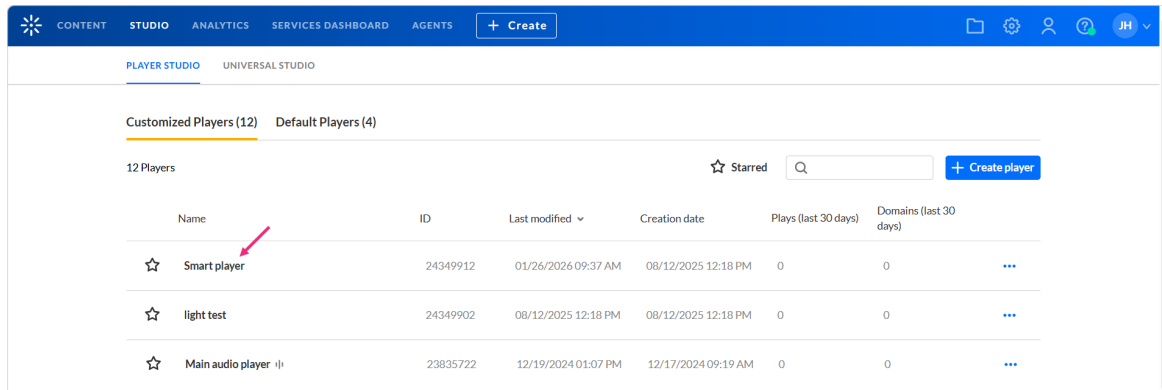 CONTENT STUDIO ANALYTICS SERVICES DASHBOARD AGENTS + Create JH
PLAYER STUDIO UNIVERSAL STUDIO
Customized Players (12) Default Players (4)
12 Players Starred + Create player
Name ID Last modified Creation date Plays (last 30 days) Domains (last 30 days)
Smart player 24349912 01/26/2026 09:37 AM 08/12/2025 12:18 PM 0 0
light test 24349902 08/12/2025 12:18 PM 08/12/2025 12:18 PM 0 0
Main audio player 23835722 12/19/2024 01:07 PM 12/17/2024 09:19 AM 0 0